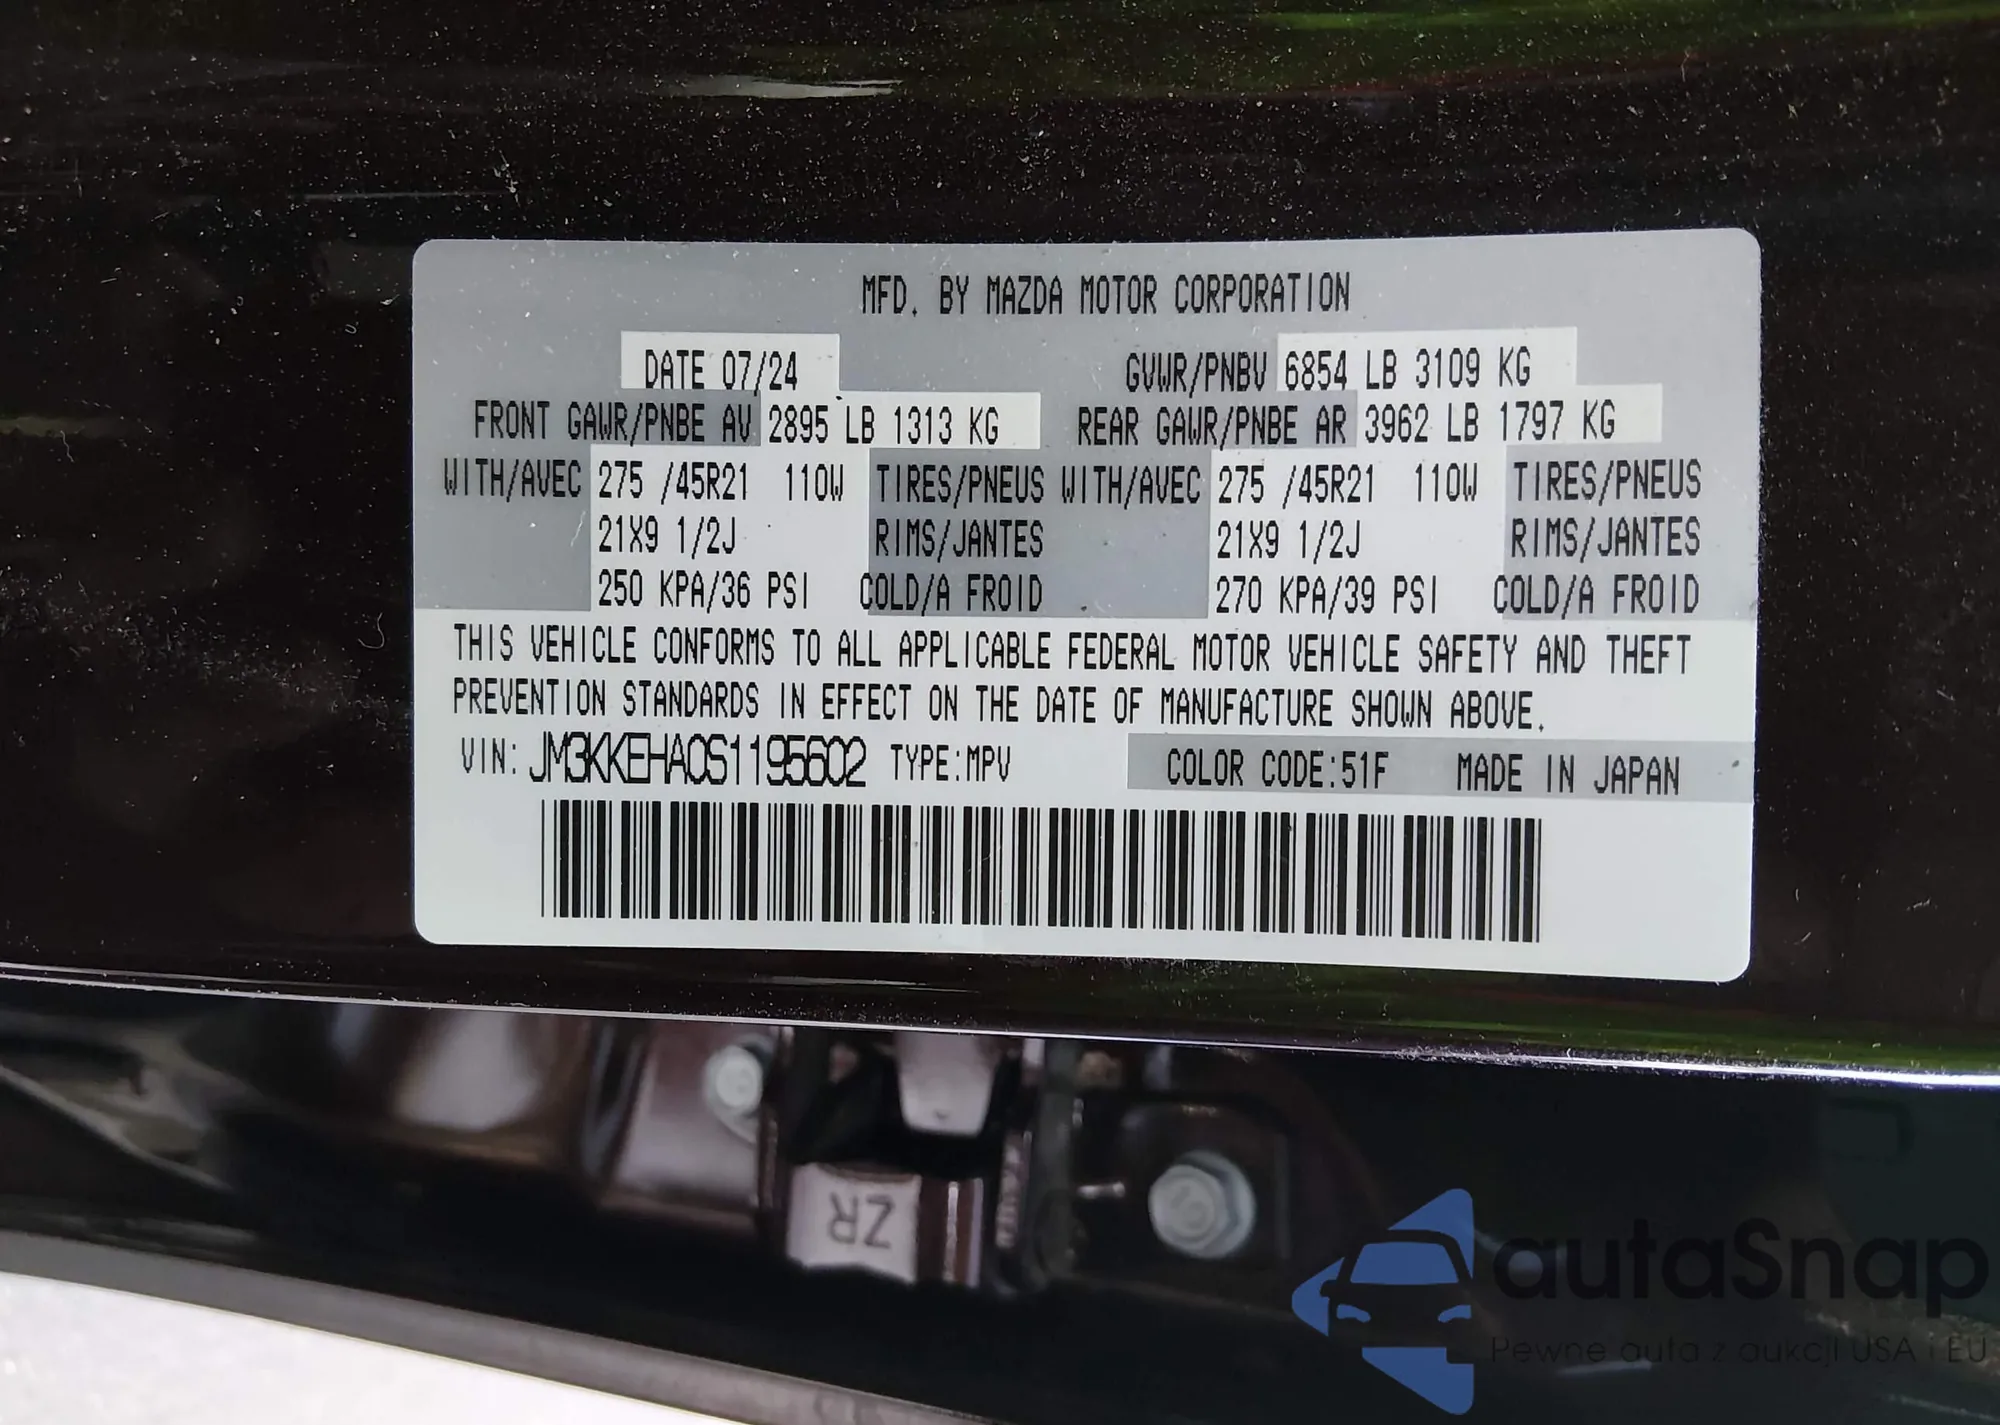 MFD. BY MAZDA MOTOR CORPORATION
DATE 07/24 GVWR/PNBV 6854 LB 3109 KG
FRONT GAWR/PNBE AV 2895 LB 1313 KG REAR GAWR/PNBE AR 3962 LB 1797 KG
WITH/AVEC 275 /45R21 110W TIRES/PNEUS WITH/AVEC 275 /45R21 110W TIRES/PNEUS
21X9 1/2J RIMS/JANTES 21X9 1/2J RIMS/JANTES
250 KPA/36 PSI COLD/A FROID 270 KPA/39 PSI COLD/A FROID
THIS VEHICLE CONFORMS TO ALL APPLICABLE FEDERAL MOTOR VEHICLE SAFETY AND THEFT
PREVENTION STANDARDS IN EFFECT ON THE DATE OF MANUFACTURE SHOWN ABOVE.
VIN: JM3KKEHA0S1195602 TYPE:MPV COLOR CODE:51F MADE IN JAPAN
ZR
autaSnap
Pewne auta z aukcji USA i EU